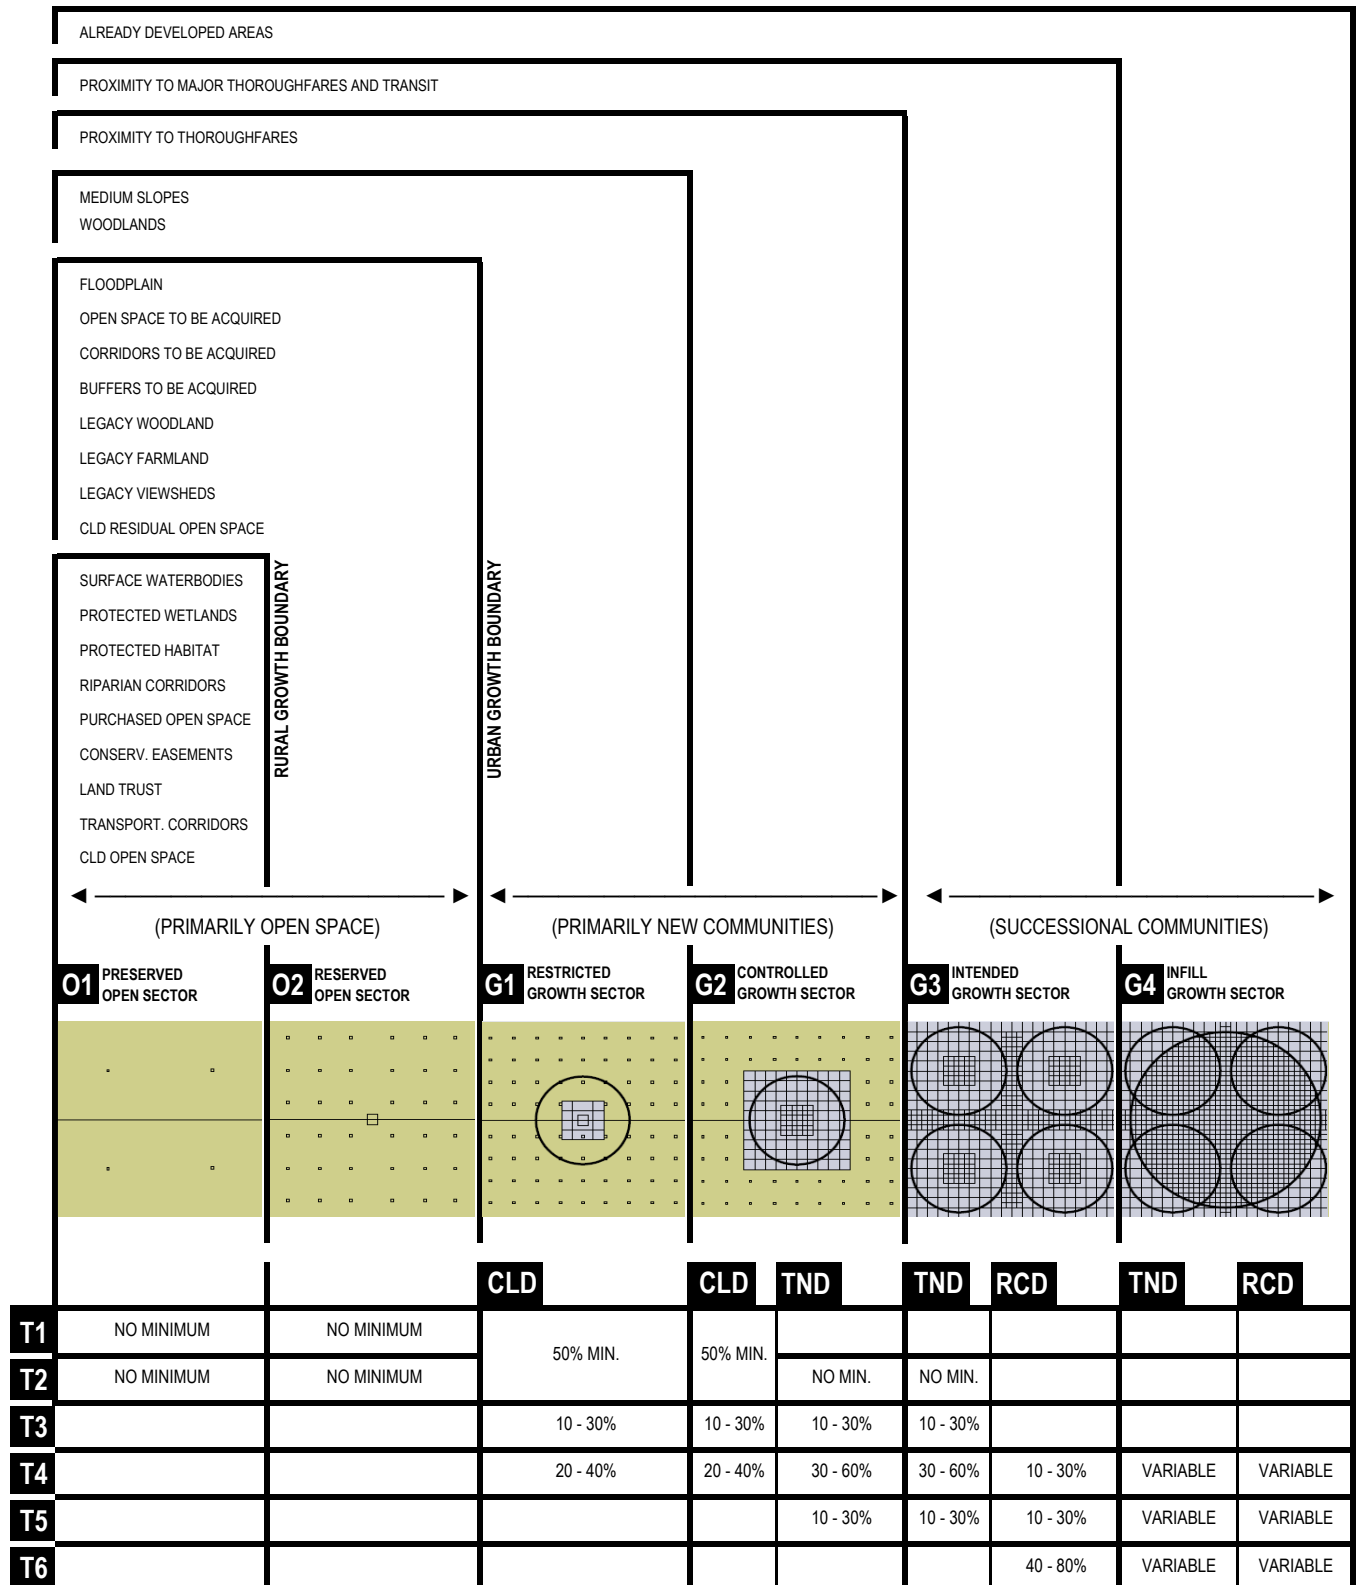 ALREADY DEVELOPED AREAS
PROXIMITY TO MAJOR THOROUGHFARES AND TRANSIT
PROXIMITY TO THOROUGHFARES
MEDIUM SLOPES
WOODLANDS
FLOODPLAIN
OPEN SPACE TO BE ACQUIRED
CORRIDORS TO BE ACQUIRED
BUFFERS TO BE ACQUIRED
LEGACY WOODLAND
LEGACY FARMLAND
LEGACY VIEWSHEDS
CLD RESIDUAL OPEN SPACE
SURFACE WATERBODIES
PROTECTED WETLANDS
PROTECTED HABITAT
RIPARIAN CORRIDORS
PURCHASED OPEN SPACE
CONSERV. EASEMENTS
LAND TRUST
TRANSPORT. CORRIDORS
CLD OPEN SPACE
RURAL GROWTH BOUNDARY
URBAN GROWTH BOUNDARY
(PRIMARILY OPEN SPACE)
(PRIMARILY NEW COMMUNITIES)
(SUCCESSIONAL COMMUNITIES)
O1 PRESERVED
OPEN SECTOR
O2 RESERVED
OPEN SECTOR
G1 RESTRICTED
GROWTH SECTOR
G2 CONTROLLED
GROWTH SECTOR
G3 INTENDED
GROWTH SECTOR
G4 INFILL
GROWTH SECTOR
CLD CLD TND TND RCD TND RCD
T1 NO MINIMUM NO MINIMUM
50% MIN. 50% MIN.
T2 NO MINIMUM NO MINIMUM NO MIN. NO MIN.
T3 10 - 30% 10 - 30% 10 - 30% 10 - 30%
T4 20 - 40% 20 - 40% 30 - 60% 30 - 60% 10 - 30% VARIABLE VARIABLE
T5 10 - 30% 10 - 30% 10 - 30% VARIABLE VARIABLE
T6 40 - 80% VARIABLE VARIABLE